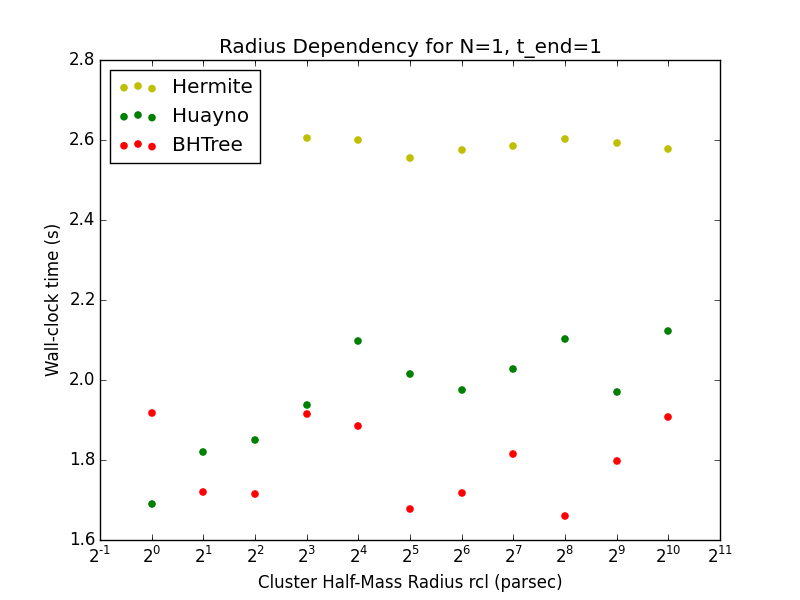 Radius Dependency for N=1, t_end=1
2.8
2.6
2.4
2.2
2.0
1.8
1.6
Wall-clock time (s)
Hermite
Huayno
BHTree
2^-1 2^0 2^1 2^2 2^3 2^4 2^5 2^6 2^7 2^8 2^9 2^10 2^11
Cluster Half-Mass Radius rcl (parsec)